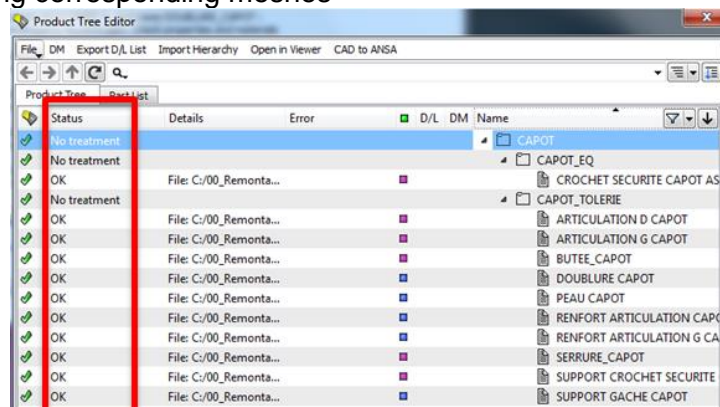 ng corresponding meshes
Product Tree Editor
File DM Export D/L List Import Hierarchy Open in Viewer CAD to ANSA
Product Tree Part List
Status Details Error D/L DM Name
No treatment CAPOT
No treatment CAPOT_EQ
OK File: C:/00_Remonta... CROCHET SECURITE CAPOT AS
No treatment CAPOT_TOLERIE
OK File: C:/00_Remonta... ARTICULATION D CAPOT
OK File: C:/00_Remonta... ARTICULATION G CAPOT
OK File: C:/00_Remonta... BUTEE_CAPOT
OK File: C:/00_Remonta... DOUBLURE CAPOT
OK File: C:/00_Remonta... PEAU CAPOT
OK File: C:/00_Remonta... RENFORT ARTICULATION CAPO
OK File: C:/00_Remonta... RENFORT ARTICULATION G CA
OK File: C:/00_Remonta... SERRURE_CAPOT
OK File: C:/00_Remonta... SUPPORT CROCHET SECURITE
OK File: C:/00_Remonta... SUPPORT GACHE CAPOT